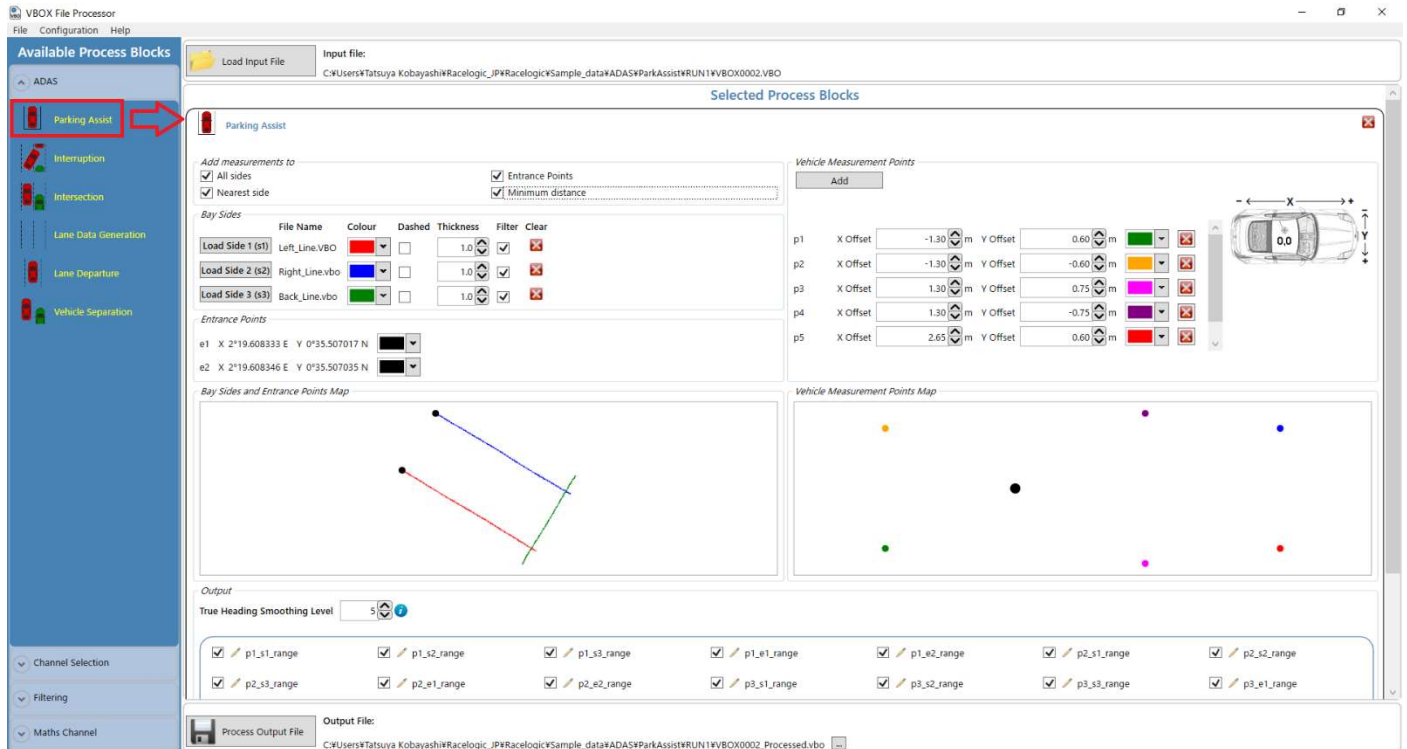 VBOX File Processor
File Configuration Help
Available Process Blocks
ADAS
Parking Assist
Interruption
Intersection
Lane Data Generation
Lane Departure
Vehicle Separation
Channel Selection
Filtering
Maths Channel
Load Input File
Input file:
C:¥Users¥Tatsuya Kobayashi¥Racelogic_JP¥Racelogic¥Sample_data¥ADAS¥ParkAssist¥RUN1¥VBOX0002.VBO
Selected Process Blocks
Parking Assist
Add measurements to
All sides Entrance Points
Nearest side Minimum distance
Bay Sides
File Name Colour Dashed Thickness Filter Clear
Load Side 1 (s1) Left_Line.VBO 1.0
Load Side 2 (s2) Right_Line.vbo 1.0
Load Side 3 (s3) Back_Line.vbo 1.0
Entrance Points
e1 X 2°19.608333 E Y 0°35.507017 N
e2 X 2°19.608346 E Y 0°35.507035 N
Vehicle Measurement Points
Add
- X +
0,0
- Y +
p1 X Offset -1.30 m Y Offset 0.60 m
p2 X Offset -1.30 m Y Offset -0.60 m
p3 X Offset 1.30 m Y Offset 0.75 m
p4 X Offset 1.30 m Y Offset -0.75 m
p5 X Offset 2.65 m Y Offset 0.60 m
Bay Sides and Entrance Points Map
Vehicle Measurement Points Map
Output
True Heading Smoothing Level 5
p1_s1_range p1_s2_range p1_s3_range p1_e1_range p1_e2_range p2_s1_range p2_s2_range
p2_s3_range p2_e1_range p2_e2_range p3_s1_range p3_s2_range p3_s3_range p3_e1_range
Process Output File
Output File:
C:¥Users¥Tatsuya Kobayashi¥Racelogic_JP¥Racelogic¥Sample_data¥ADAS¥ParkAssist¥RUN1¥VBOX0002_Processed.vbo ...